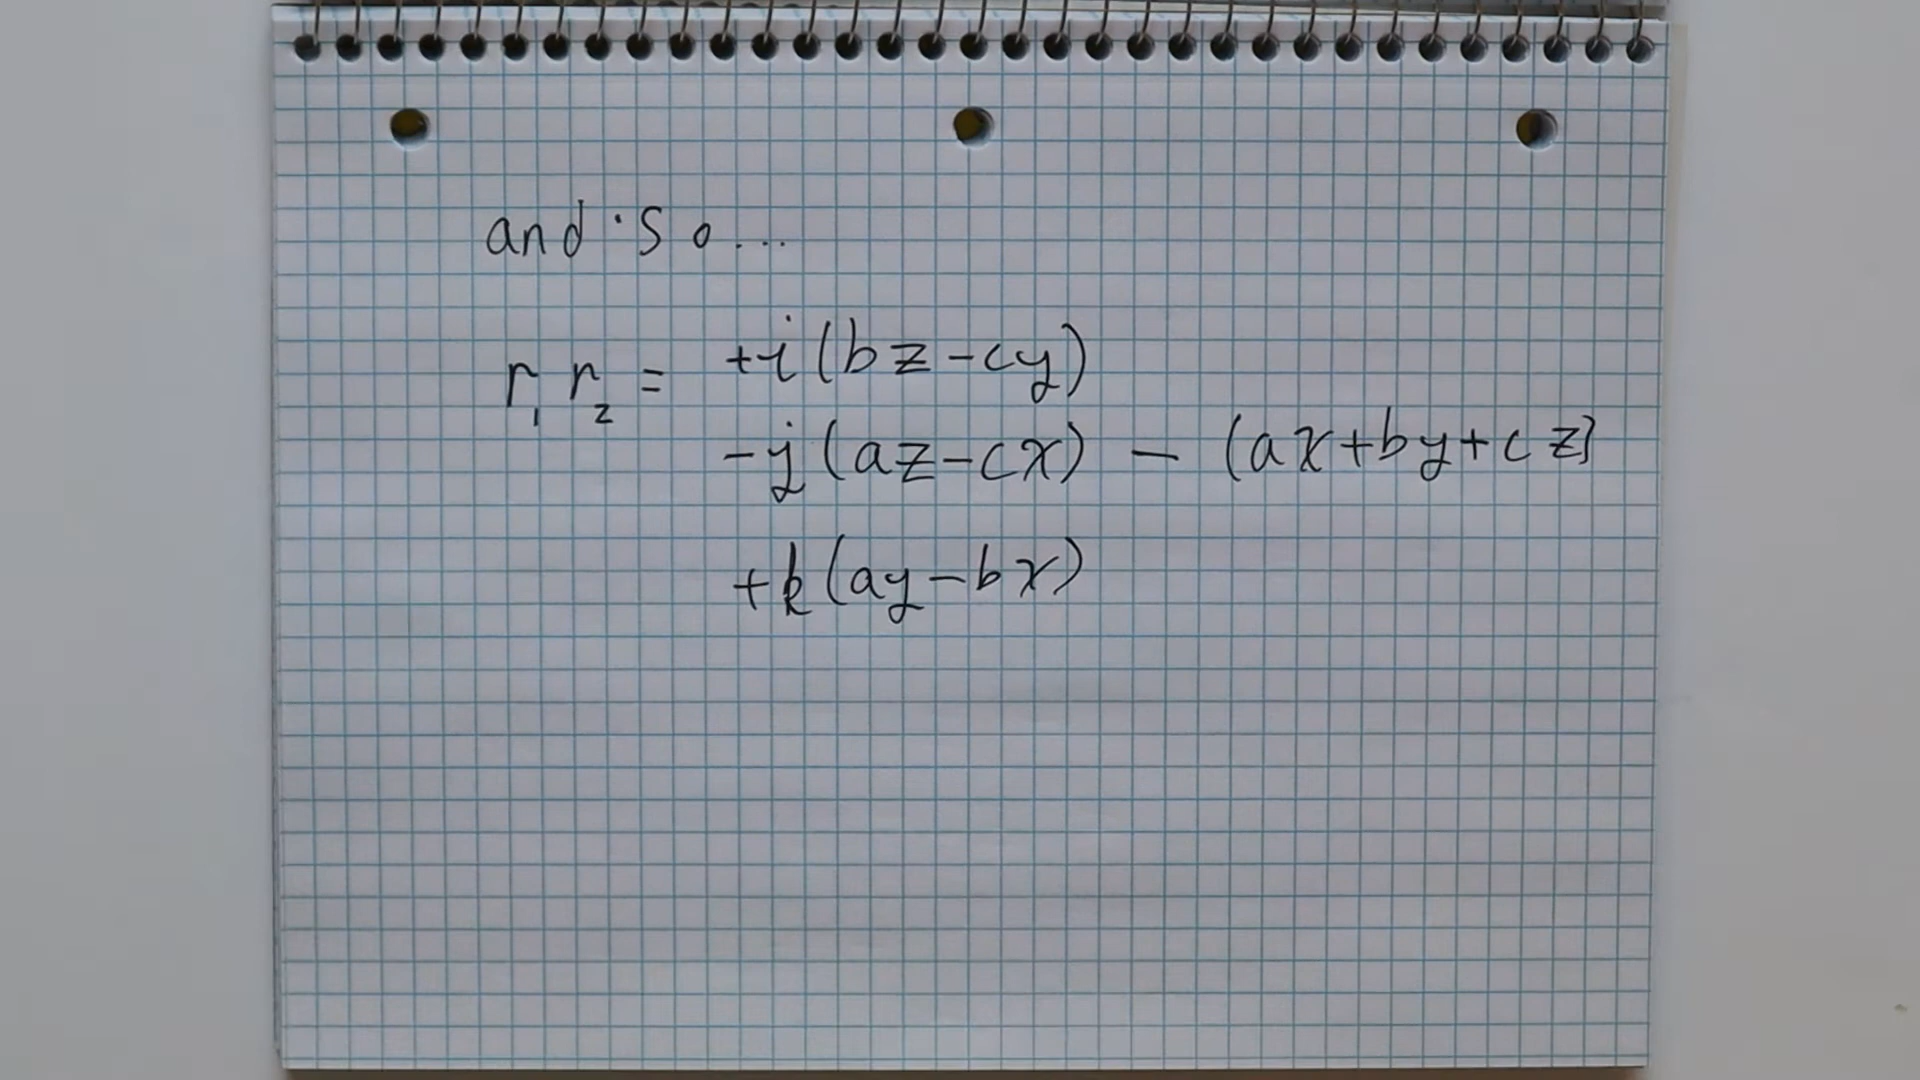 and so...
+i(bz-cy)
r₁ r₂ =
-j(az-cx) - (ax+by+cz)
+k(ay-bx)